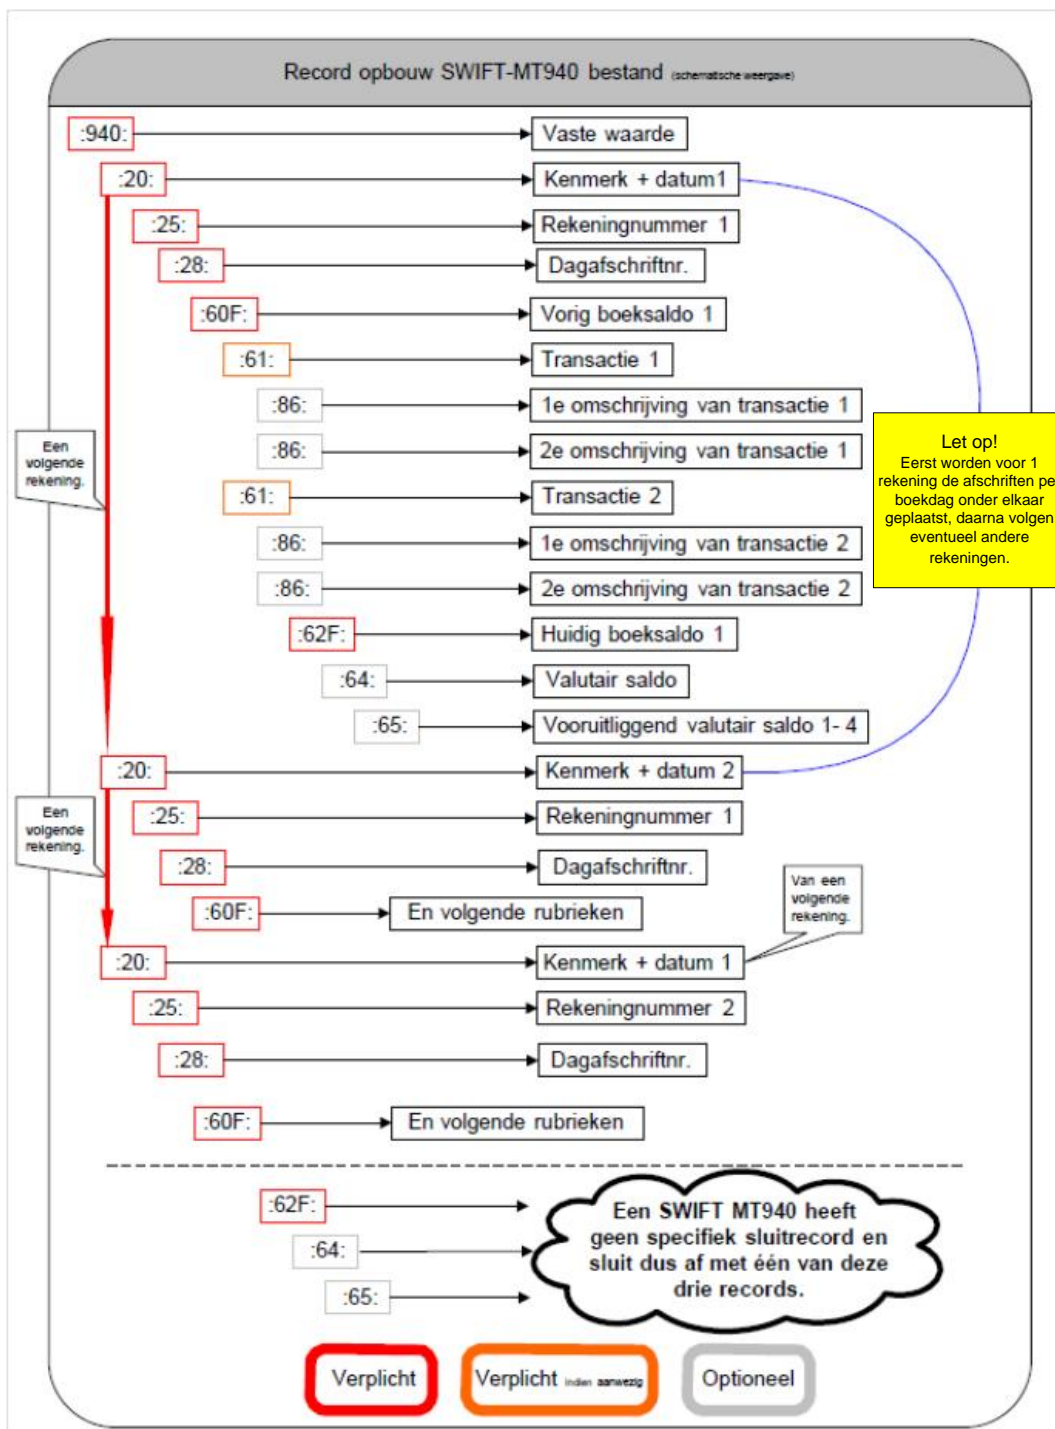 Record opbouw SWIFT-MT940 bestand (schematische weergave)
:940: Vaste waarde
:20: Kenmerk + datum1
:25: Rekeningnummer 1
:28: Dagafschriftnr.
:60F: Vorig boeksaldo 1
:61: Transactie 1
:86: 1e omschrijving van transactie 1
:86: 2e omschrijving van transactie 1
:61: Transactie 2
:86: 1e omschrijving van transactie 2
:86: 2e omschrijving van transactie 2
:62F: Huidig boeksaldo 1
:64: Valutair saldo
:65: Vooruitliggend valutair saldo 1- 4
Een
volgende
rekening.
Let op!
Eerst worden voor 1
rekening de afschriften pe
boekdag onder elkaar
geplaatst, daarna volgen
eventueel andere
rekeningen.
:20: Kenmerk + datum 2
:25: Rekeningnummer 1
:28: Dagafschriftnr.
:60F: En volgende rubrieken
Een
volgende
rekening.
Van een
volgende
rekening.
:20: Kenmerk + datum 1
:25: Rekeningnummer 2
:28: Dagafschriftnr.
:60F: En volgende rubrieken
:62F:
:64:
:65:
Een SWIFT MT940 heeft
geen specifiek sluitrecord en
sluit dus af met één van deze
drie records.
Verplicht
Verplicht indien aanwezig
Optioneel